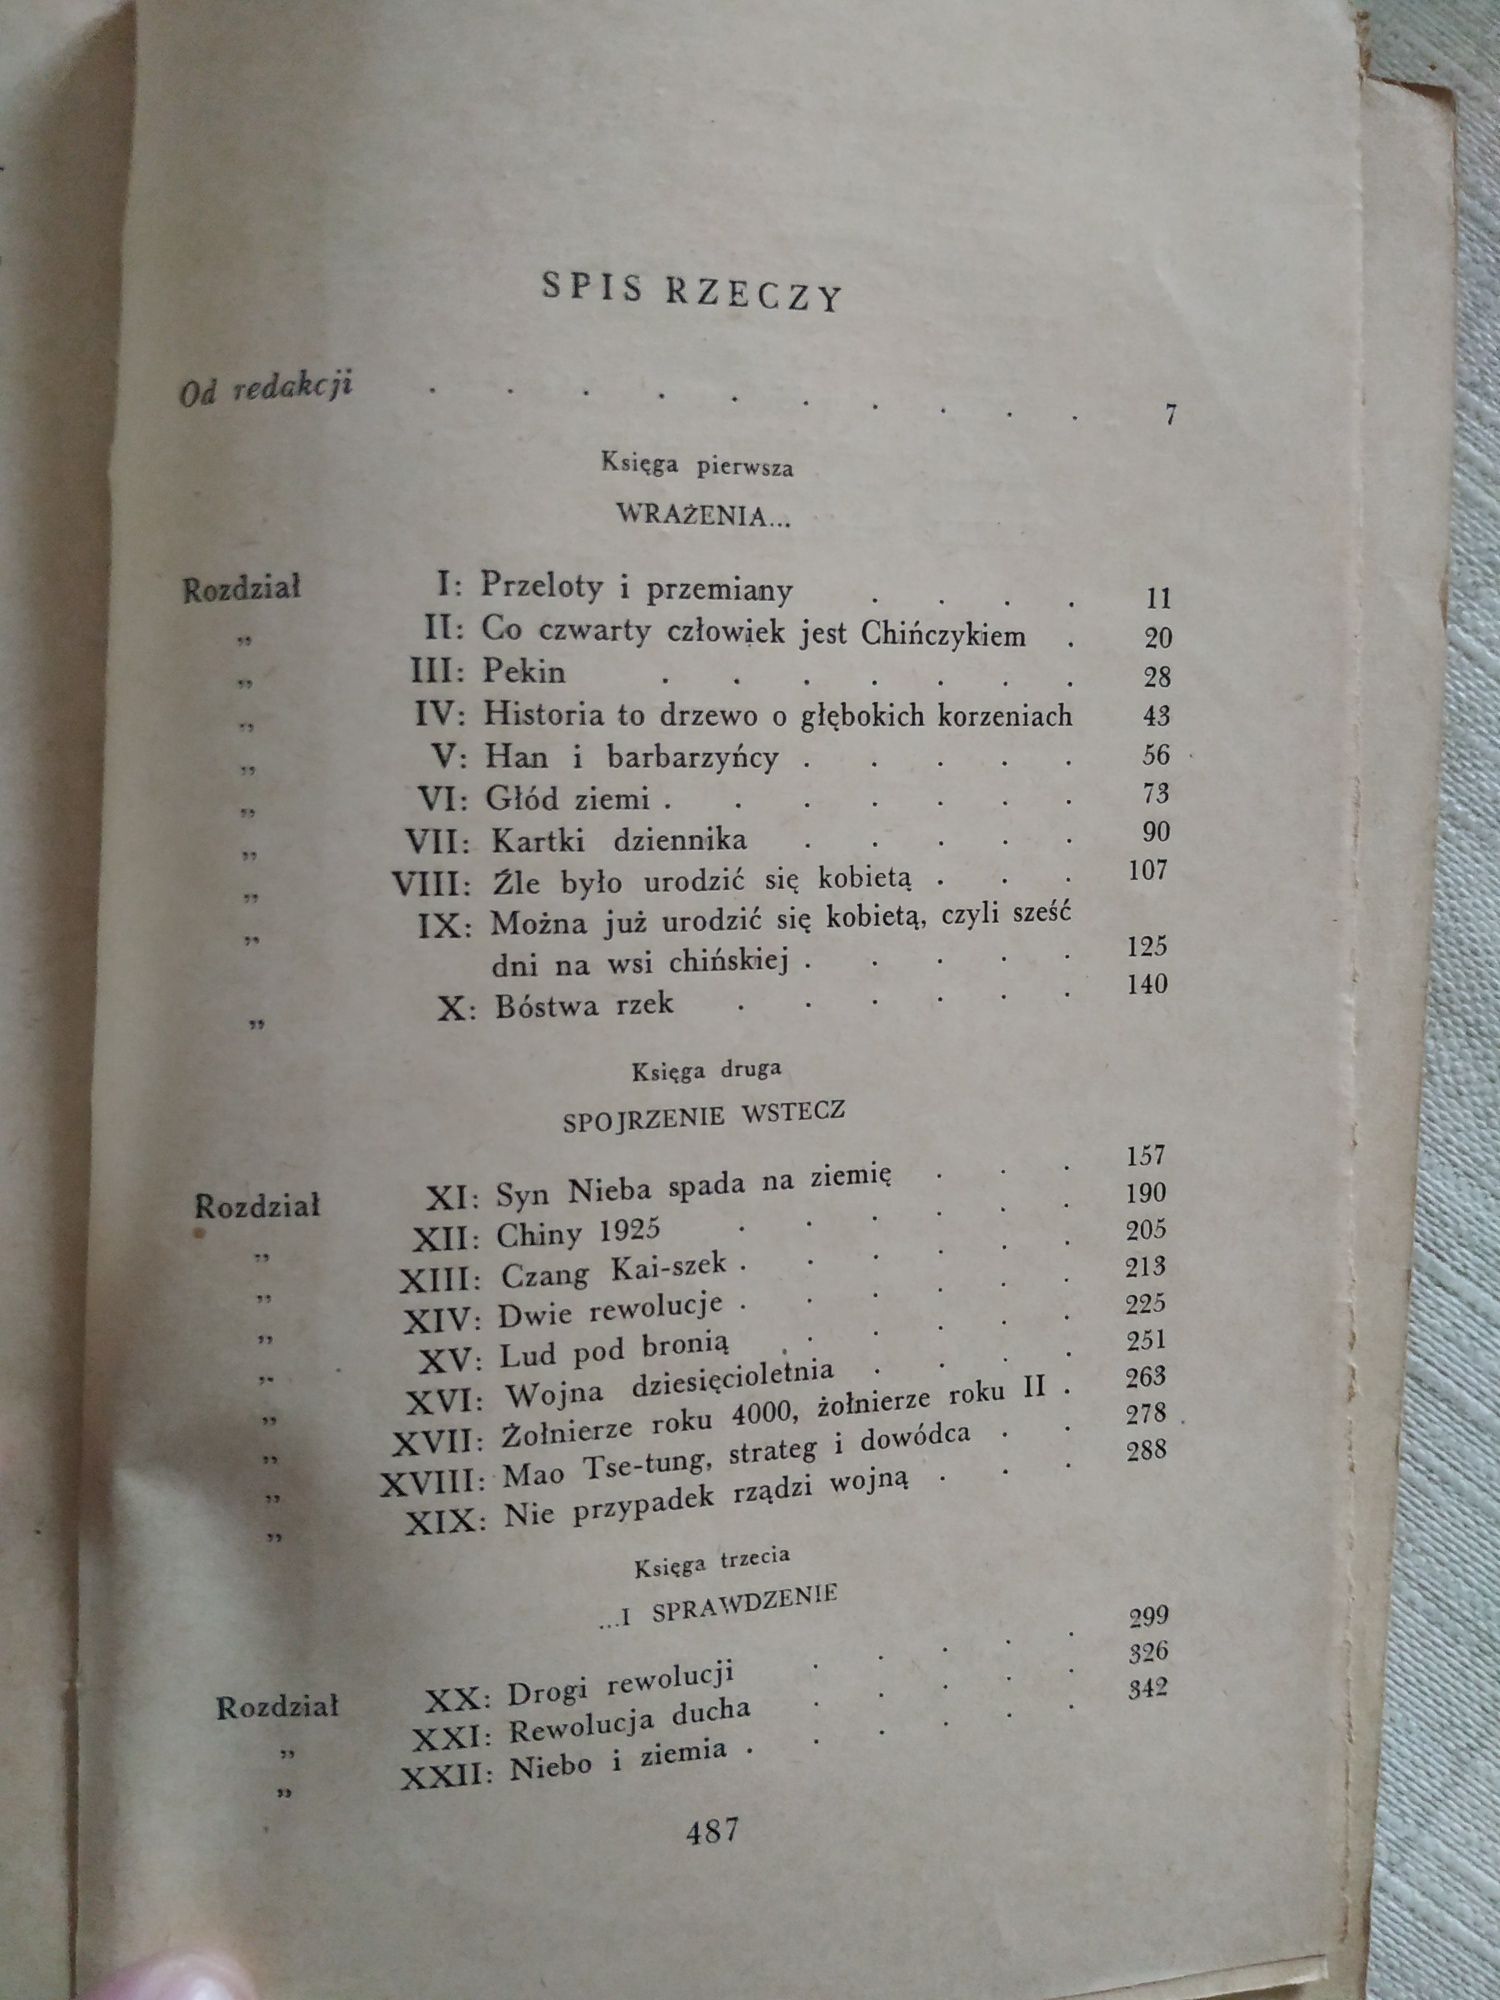 SPIS RZECZY
Od redakcji . . . . . . . . . . 7
Księga pierwsza
WRAŻENIA...
Rozdział I: Przeloty i przemiany . . . . 11
„ II: Co czwarty człowiek jest Chińczykiem . 20
„ III: Pekin . . . . . . . 28
„ IV: Historia to drzewo o głębokich korzeniach 43
„ V: Han i barbarzyńcy . . . . . 56
„ VI: Głód ziemi . . . . . . . 73
„ VII: Kartki dziennika . . . . . 90
„ VIII: Źle było urodzić się kobietą . . . 107
„ IX: Można już urodzić się kobietą, czyli sześć
dni na wsi chińskiej . . . . . 125
„ X: Bóstwa rzek . . . . . . 140
Księga druga
SPOJRZENIE WSTECZ
Rozdział XI: Syn Nieba spada na ziemię . . . 157
„ XII: Chiny 1925 . . . . . . 190
„ XIII: Czang Kai-szek . . . . . . 205
„ XIV: Dwie rewolucje . . . . . . 213
„ XV: Lud pod bronią . . . . . 225
„ XVI: Wojna dziesięcioletnia . . . . 251
„ XVII: Żołnierze roku 4000, żołnierze roku II . 263
„ XVIII: Mao Tse-tung, strateg i dowódca . . 278
„ XIX: Nie przypadek rządzi wojną . . . 288
Księga trzecia
...I SPRAWDZENIE
Rozdział XX: Drogi rewolucji . . . . . 299
„ XXI: Rewolucja ducha . . . . . 326
„ XXII: Niebo i ziemia . . . . . . 342
487